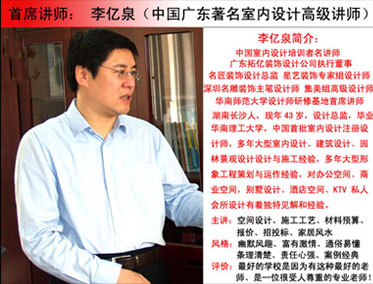 首席讲师： 李亿泉（中国广东著名室内设计高级讲师）
李亿泉简介：
中国室内设计培训者名讲师
广东拓亿装饰设计公司执行董事
名匠装饰设计总监 星艺装饰专家组设计师
深圳名雕装饰主笔设计师 集美组高级设计师
华南师范大学设计师研修基地首席讲师
湖南长沙人，现年 43 岁，设计总监，毕业
华南理工大学，中国首批室内设计注册设
计师，多年大型室内设计、建筑设计、园
林景观设计设计与施工经验，多年大型形
象工程策划与运作经验，对办公空间、商
业空间，别墅设计、酒店空间、KTV 私人
会所设计有着独特见解和经验。
主讲：空间设计、施工工艺、材料预算、
报价、招投标、家居风水
风格：幽默风趣、富有激情、通俗易懂
条理清楚、责任心强、案例经典
评价：最好的学校是因为有这种最好的老
师、是一位很受人尊重的专业老师！